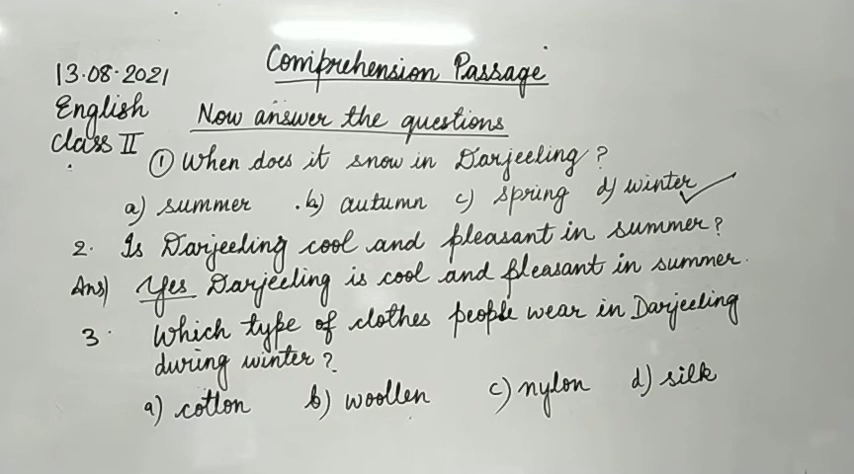 Comprehension Passage
13.08.2021
English
Class II
Now answer the questions
① When does it snow in Darjeeling?
a) summer .b) autumn c) spring d) winter ✓
2. Is Darjeeling cool and pleasant in summer?
Ans) Yes Darjeeling is cool and pleasant in summer.
3. Which type of clothes people wear in Darjeeling
during winter?
a) cotton b) woollen c) nylon d) silk